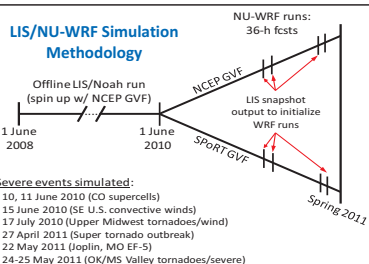 LIS/NU-WRF Simulation
Methodology
NU-WRF runs:
36-h fcsts
Offline LIS/Noah run
(spin up w/ NCEP GVF)
NCEP GVF
LIS snapshot
output to initialize
WRF runs
1 June
2008
1 June
2010
SPoRT GVF
Spring 2011
Severe events simulated:
10, 11 June 2010 (CO supercells)
15 June 2010 (SE U.S. convective winds)
17 July 2010 (Upper Midwest tornadoes/wind)
27 April 2011 (Super tornado outbreak)
22 May 2011 (Joplin, MO EF-5)
24-25 May 2011 (OK/MS Valley tornadoes/severe)